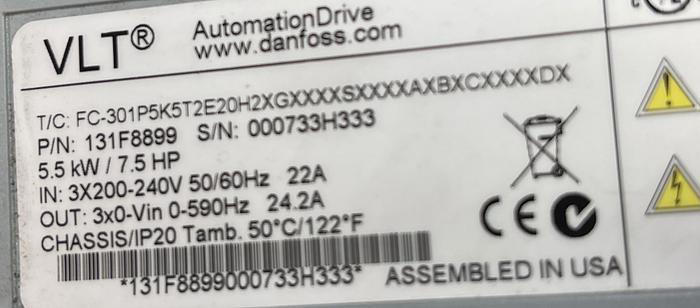 VLT® AutomationDrive
www.danfoss.com
T/C: FC-301P5K5T2E20H2XGXXXXSXXXXAXBXCXXXXDX
P/N: 131F8899 S/N: 000733H333
5.5 kW / 7.5 HP
IN: 3X200-240V 50/60Hz 22A
OUT: 3x0-Vin 0-590Hz 24.2A
CHASSIS/IP20 Tamb. 50°C/122°F
*131F8899000733H333* ASSEMBLED IN USA
CE